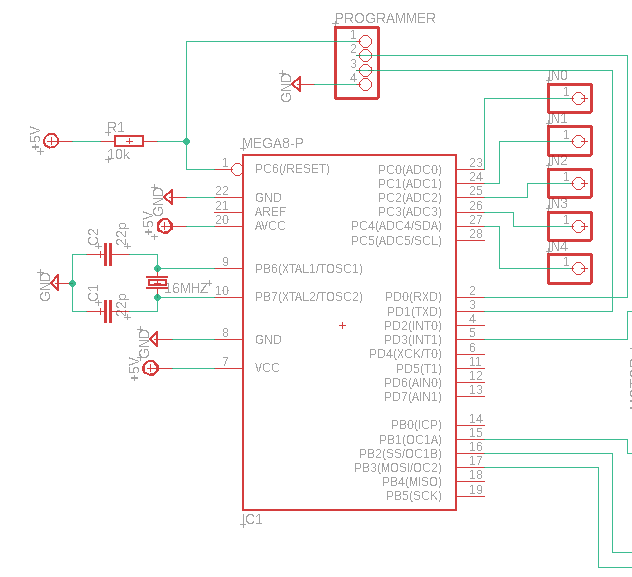 PROGRAMMER
1
2
3
4
GND
+5V
R1
10k
MEGA8-P
1
PC6(/RESET)
22
GND
GND
21
AREF
+5V
20
AVCC
C2
22p
9
PB6(XTAL1/TOSC1)
16MHZ
GND
C1
22p
10
PB7(XTAL2/TOSC2)
GND
8
GND
+5V
7
VCC
PC0(ADC0)
23
PC1(ADC1)
24
PC2(ADC2)
25
PC3(ADC3)
26
PC4(ADC4/SDA)
27
PC5(ADC5/SCL)
28
IN0
1
IN1
1
IN2
1
IN3
1
IN4
1
PD0(RXD)
2
PD1(TXD)
3
PD2(INT0)
4
PD3(INT1)
5
PD4(XCK/T0)
6
PD5(T1)
11
PD6(AIN0)
12
PD7(AIN1)
13
PB0(ICP)
14
PB1(OC1A)
15
PB2(SS/OC1B)
16
PB3(MOSI/OC2)
17
PB4(MISO)
18
PB5(SCK)
19
IC1